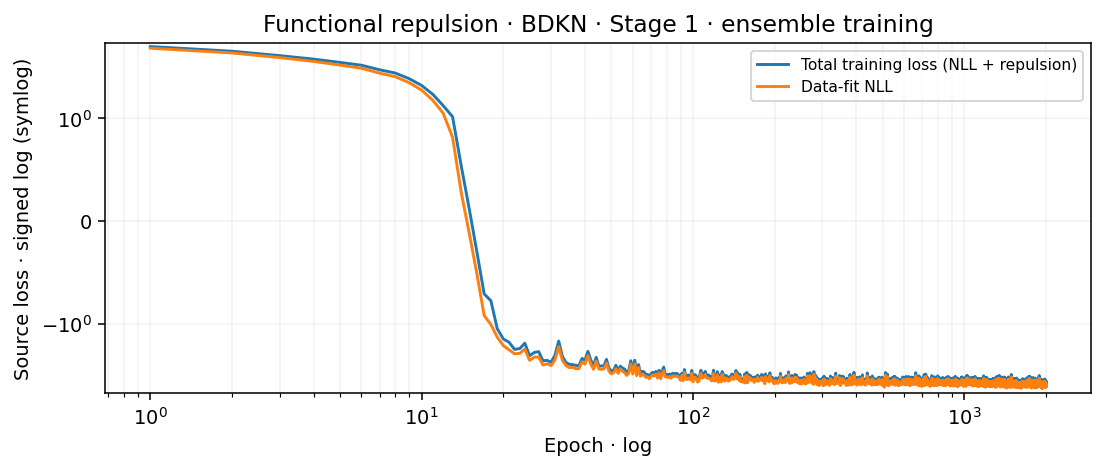 Functional repulsion · BDKN · Stage 1 · ensemble training
Total training loss (NLL + repulsion)
Data-fit NLL
Source loss · signed log (symlog)
10⁰
0
−10⁰
10⁰
10¹
10²
10³
Epoch · log